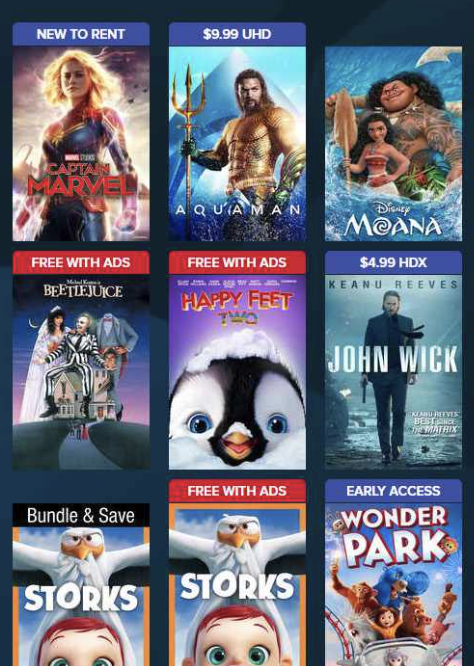 NEW TO RENT
$9.99 UHD
MARVEL STUDIOS
CAPTAIN
MARVEL
AQUAMAN
Disney
MOANA
FREE WITH ADS
FREE WITH ADS
$4.99 HDX
Michael Keaton is
BEETLEJUICE
HAPPY FEET
TWO
KEANU REEVES
JOHN WICK
"KEANU REEVES'
BEST SINCE
THE MATRIX"
Bundle & Save
STORKS
FREE WITH ADS
STORKS
EARLY ACCESS
WONDER
PARK